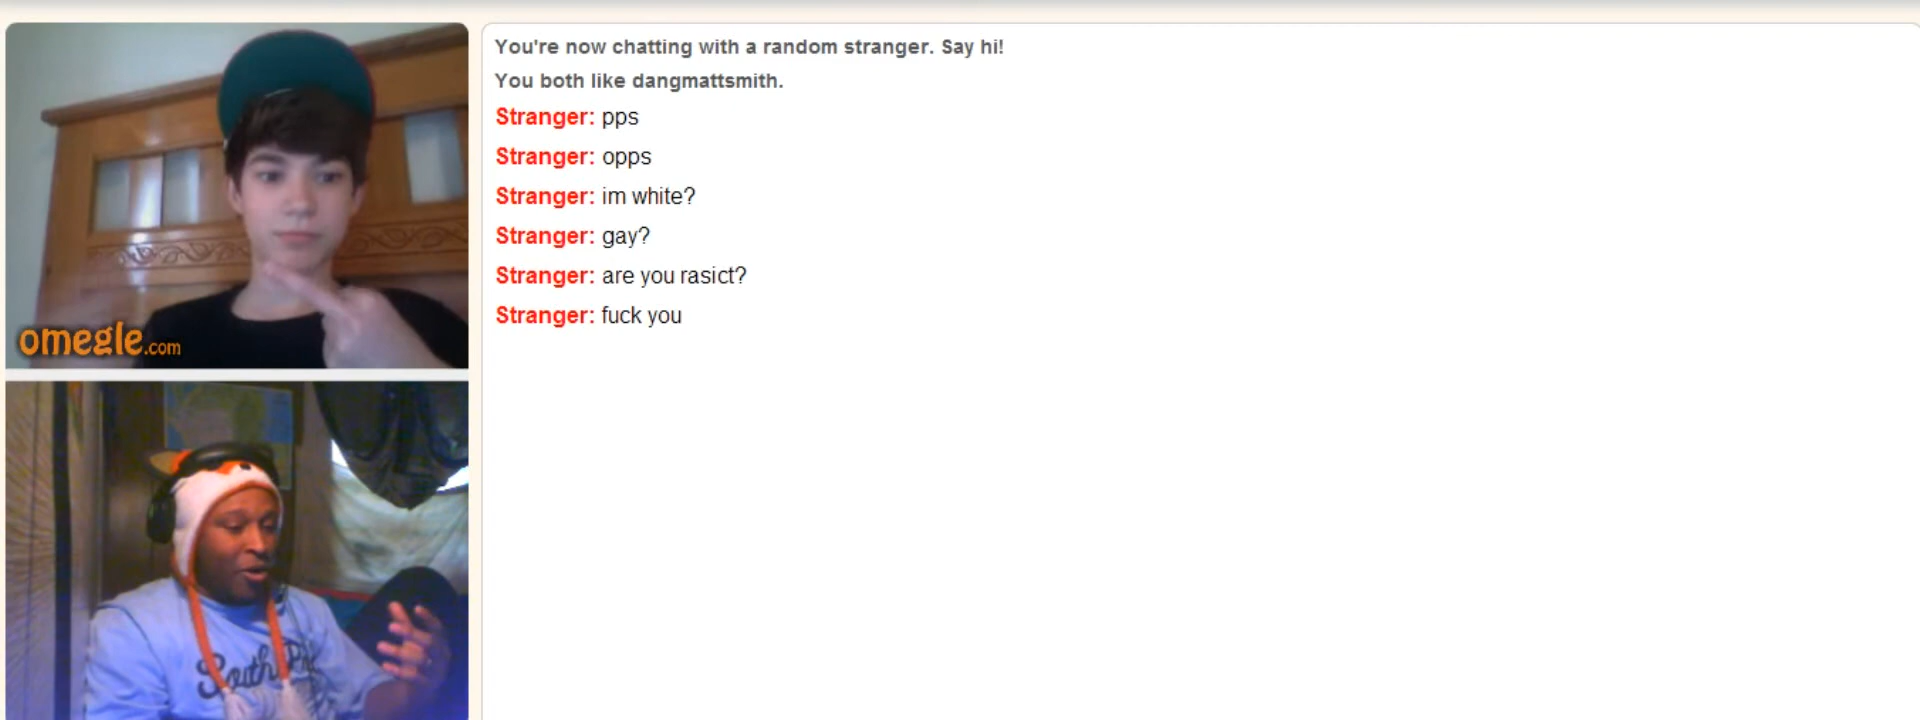 You're now chatting with a random stranger. Say hi!
You both like dangmattsmith.
Stranger: pps
Stranger: opps
Stranger: im white?
Stranger: gay?
Stranger: are you rasict?
Stranger: fuck you
omegle.com
South